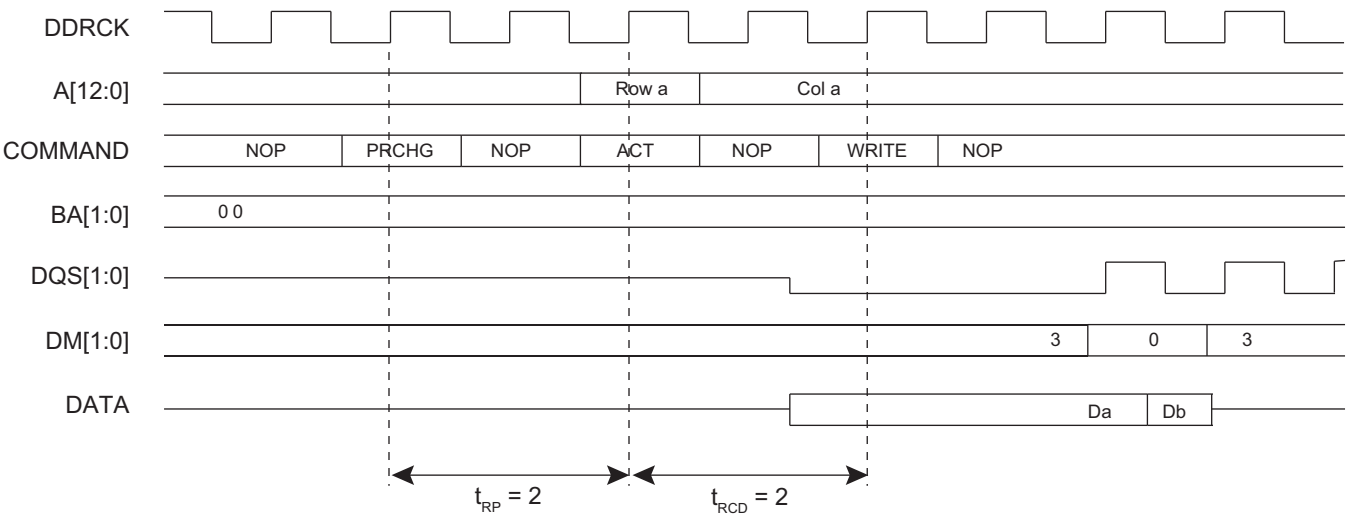 DDRCK
A[12:0] Row a Col a
COMMAND NOP PRCHG NOP ACT NOP WRITE NOP
BA[1:0] 0 0
DQS[1:0]
DM[1:0] 3 0 3
DATA Da Db
tRP = 2 tRCD = 2